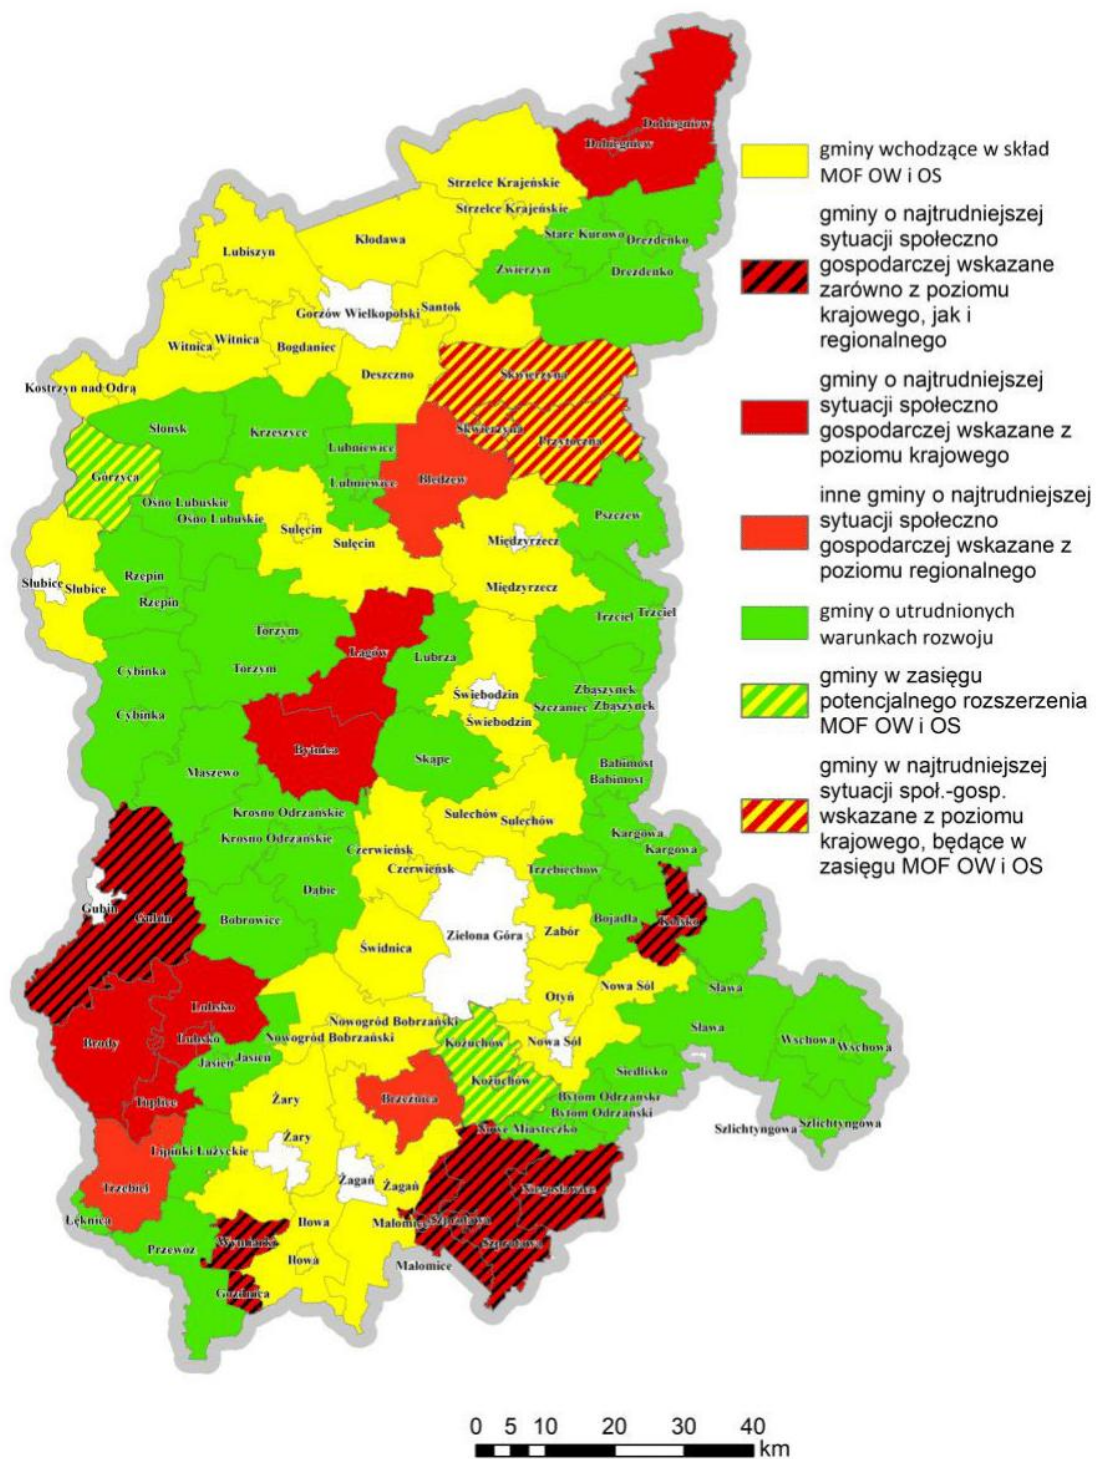 Dobiegniew
Dobiegniew
Strzelce Krajeńskie
Strzelce Krajeńskie
Stare Kurowo
Drezdenko
Lubiszyn
Kłodawa
Zwierzyn
Drezdenko
Gorzów Wielkopolski
Santok
Witnica
Witnica
Bogdaniec
Deszczno
Skwierzyna
Kostrzyn nad Odrą
Słońsk
Krzeszyce
Lubniewice
Skwierzyna
Przytoczna
Górzyca
Lubniewice
Bledzew
Ośno Lubuskie
Ośno Lubuskie
Sulęcin
Sulęcin
Międzyrzecz
Pszczew
Słubice
Słubice
Rzepin
Rzepin
Międzyrzecz
Trzciel
Trzciel
Torzym
Łagów
Lubrza
Cybinka
Torzym
Świebodzin
Zbąszynek
Szczaniec
Zbąszynek
Cybinka
Świebodzin
Bytnica
Skąpe
Maszewo
Babimost
Babimost
Krosno Odrzańskie
Sulechów
Sulechów
Krosno Odrzańskie
Czerwieńsk
Kargowa
Kargowa
Czerwieńsk
Trzebiechów
Dąbie
Gubin
Gubin
Bobrowice
Bojadła
Kolsko
Świdnica
Zielona Góra
Zabór
Otyń
Nowa Sól
Sława
Lubsko
Nowogród Bobrzański
Nowogród Bobrzański
Sława
Brody
Lubsko
Jasień
Jasień
Kożuchów
Nowa Sól
Wschowa
Wschowa
Kożuchów
Siedlisko
Tuplice
Żary
Brzeźnica
Bytom Odrzański
Bytom Odrzański
Szlichtyngowa
Szlichtyngowa
Nowe Miasteczko
Żary
Lipinki Łużyckie
Trzebiel
Żagań
Żagań
Niegosławice
Łęknica
Iłowa
Małomice
Szprotawa
Przewóz
Wymiarki
Szprotawa
Iłowa
Małomice
Gozdnica
gminy wchodzące w skład
MOF OW i OS
gminy o najtrudniejszej
sytuacji społeczno
gospodarczej wskazane
zarówno z poziomu
krajowego, jak i
regionalnego
gminy o najtrudniejszej
sytuacji społeczno
gospodarczej wskazane z
poziomu krajowego
inne gminy o najtrudniejszej
sytuacji społeczno
gospodarczej wskazane z
poziomu regionalnego
gminy o utrudnionych
warunkach rozwoju
gminy w zasięgu
potencjalnego rozszerzenia
MOF OW i OS
gminy w najtrudniejszej
sytuacji społ.-gosp.
wskazane z poziomu
krajowego, będące w
zasięgu MOF OW i OS
0 5 10 20 30 40
km